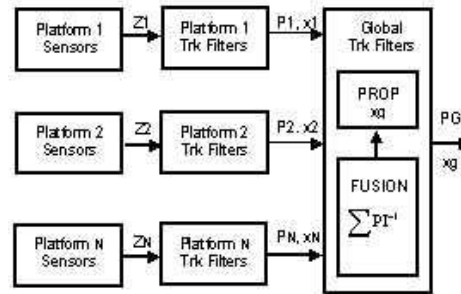 Platform 1
Sensors
Z1
Platform 1
Trk Filters
P1, x1
Global
Trk Filters
PROP
xg
Platform 2
Sensors
Z2
Platform 2
Trk Filters
P2, x2
PG
xg
FUSION
∑ PI⁻¹
Platform N
Sensors
ZN
Platform N
Trk Filters
PN, xN